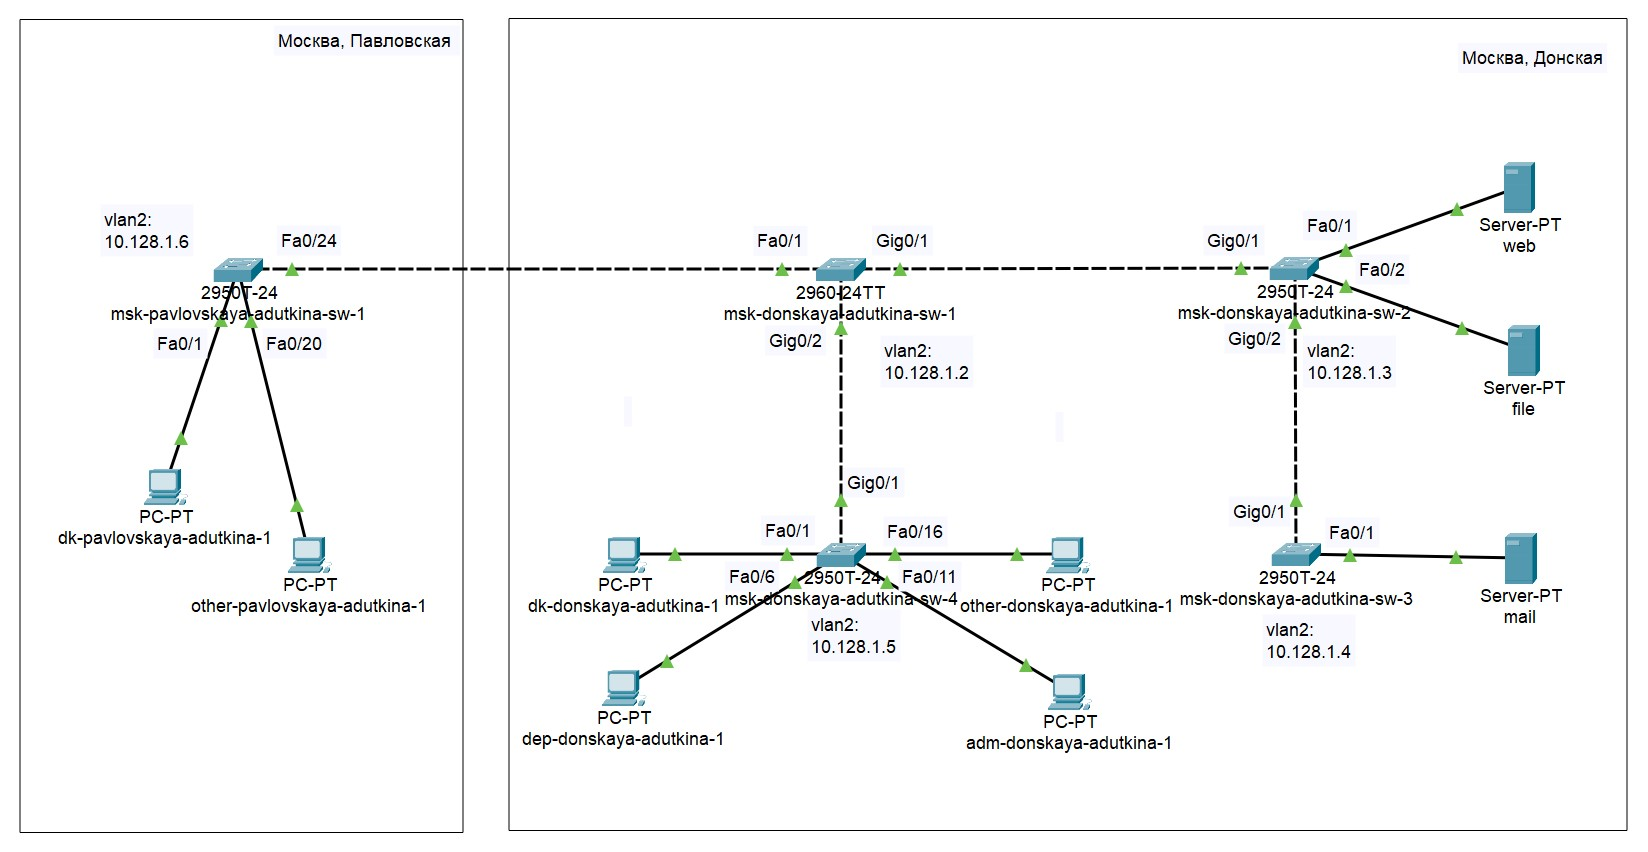 Москва, Павловская
Москва, Донская
vlan2:
10.128.1.6
Fa0/24
2950T-24
msk-pavlovskaya-adutkina-sw-1
Fa0/1
Fa0/20
PC-PT
dk-pavlovskaya-adutkina-1
PC-PT
other-pavlovskaya-adutkina-1
Fa0/1
Gig0/1
2960-24TT
msk-donskaya-adutkina-sw-1
Gig0/2
vlan2:
10.128.1.2
Gig0/1
Fa0/1
Fa0/2
2950T-24
msk-donskaya-adutkina-sw-2
Gig0/2
vlan2:
10.128.1.3
Server-PT
web
Server-PT
file
Gig0/1
Fa0/1
Fa0/16
Fa0/6
2950T-24
Fa0/11
msk-donskaya-adutkina-sw-4
vlan2:
10.128.1.5
PC-PT
dk-donskaya-adutkina-1
PC-PT
other-donskaya-adutkina-1
PC-PT
dep-donskaya-adutkina-1
PC-PT
adm-donskaya-adutkina-1
Gig0/1
Fa0/1
2950T-24
msk-donskaya-adutkina-sw-3
vlan2:
10.128.1.4
Server-PT
mail